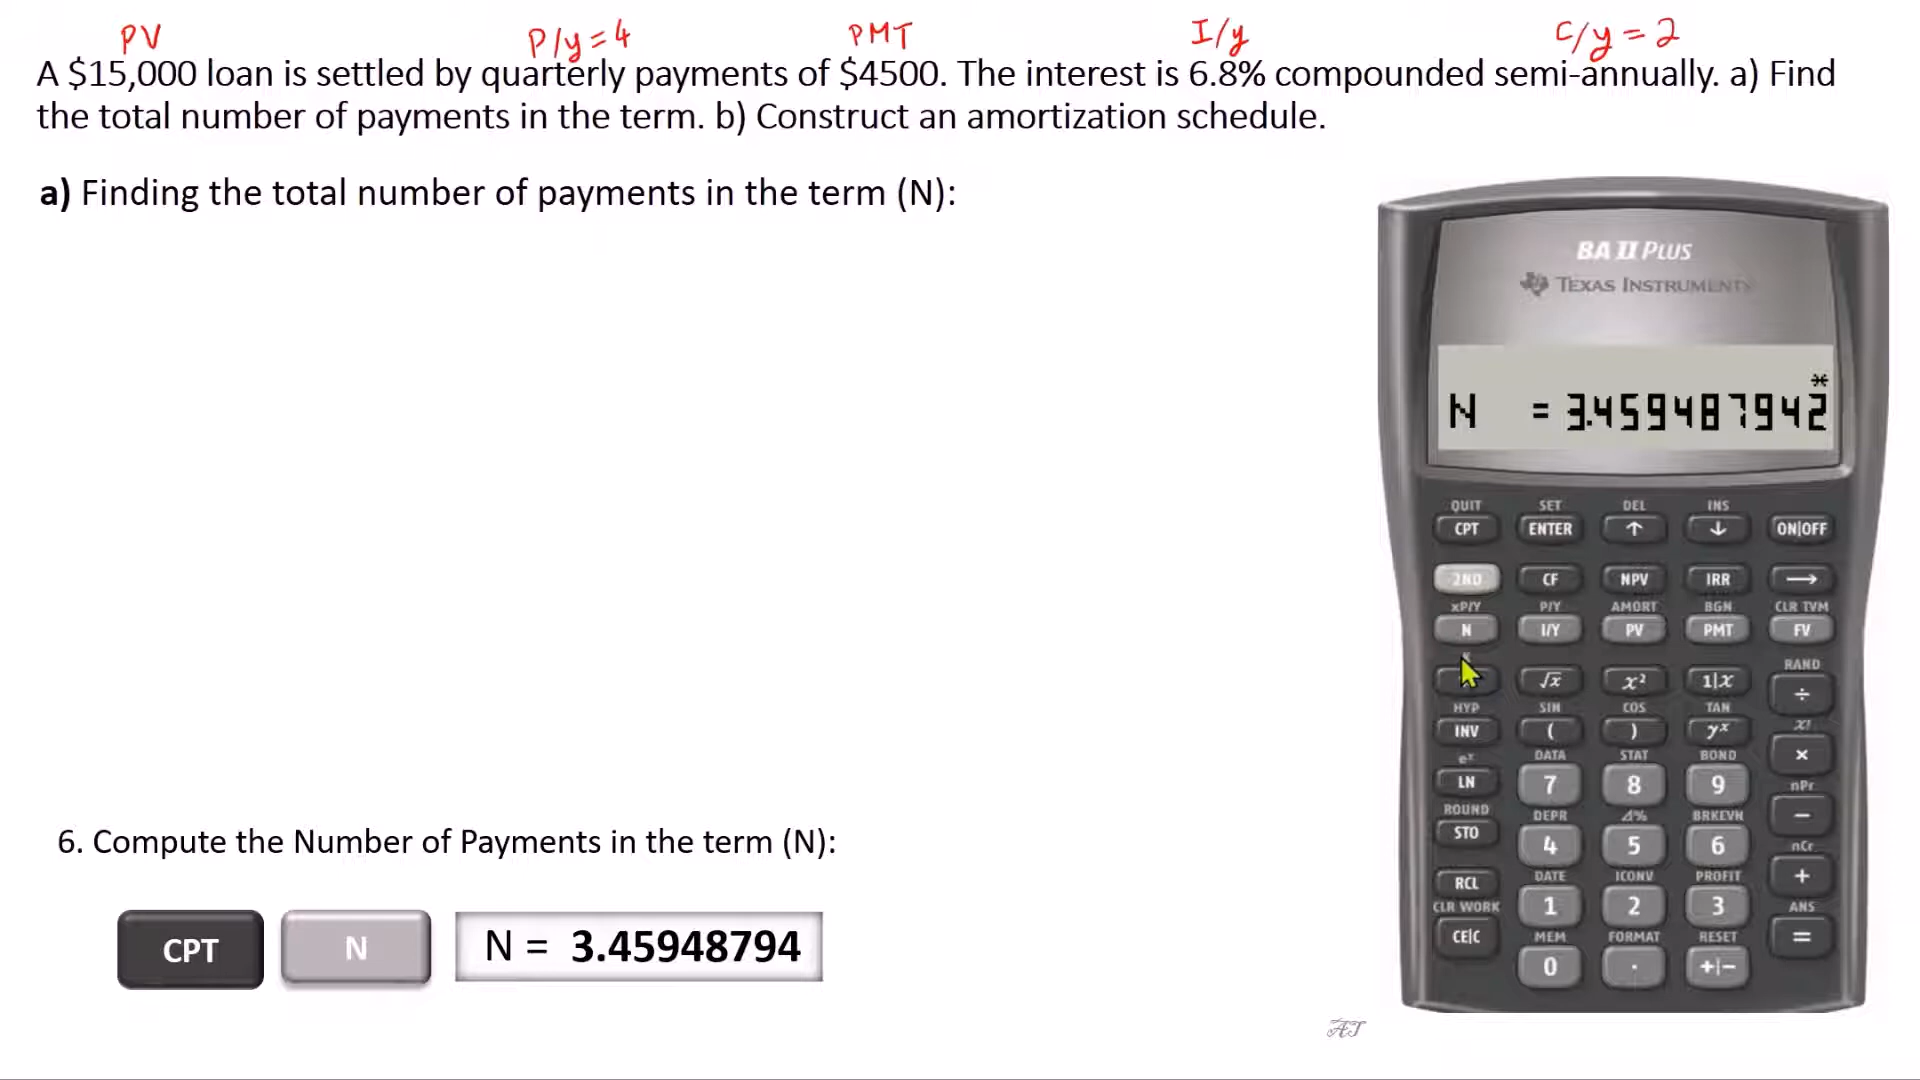 PV P/y=4 PMT I/y C/y=2
A $15,000 loan is settled by quarterly payments of $4500. The interest is 6.8% compounded semi-annually. a) Find
the total number of payments in the term. b) Construct an amortization schedule.
a) Finding the total number of payments in the term (N):
BA II PLUS
TEXAS INSTRUMENTS
*
N = 3.459487942
QUIT SET DEL INS
CPT ENTER ↑ ↓ ON|OFF
2ND CF NPV IRR →
xP/Y P/Y AMORT BGN CLR TVM
N I/Y PV PMT FV
K RAND
√x x² 1|x ÷
HYP SIN COS TAN x!
INV ( ) yˣ ×
eˣ DATA STAT BOND nPr
LN 7 8 9 −
ROUND DEPR Δ% BRKEVN nCr
STO 4 5 6 +
DATE ICONV PROFIT ANS
RCL 1 2 3 =
CLR WORK MEM FORMAT RESET
CE|C 0 . +|−
6. Compute the Number of Payments in the term (N):
CPT N N = 3.45948794
AJ